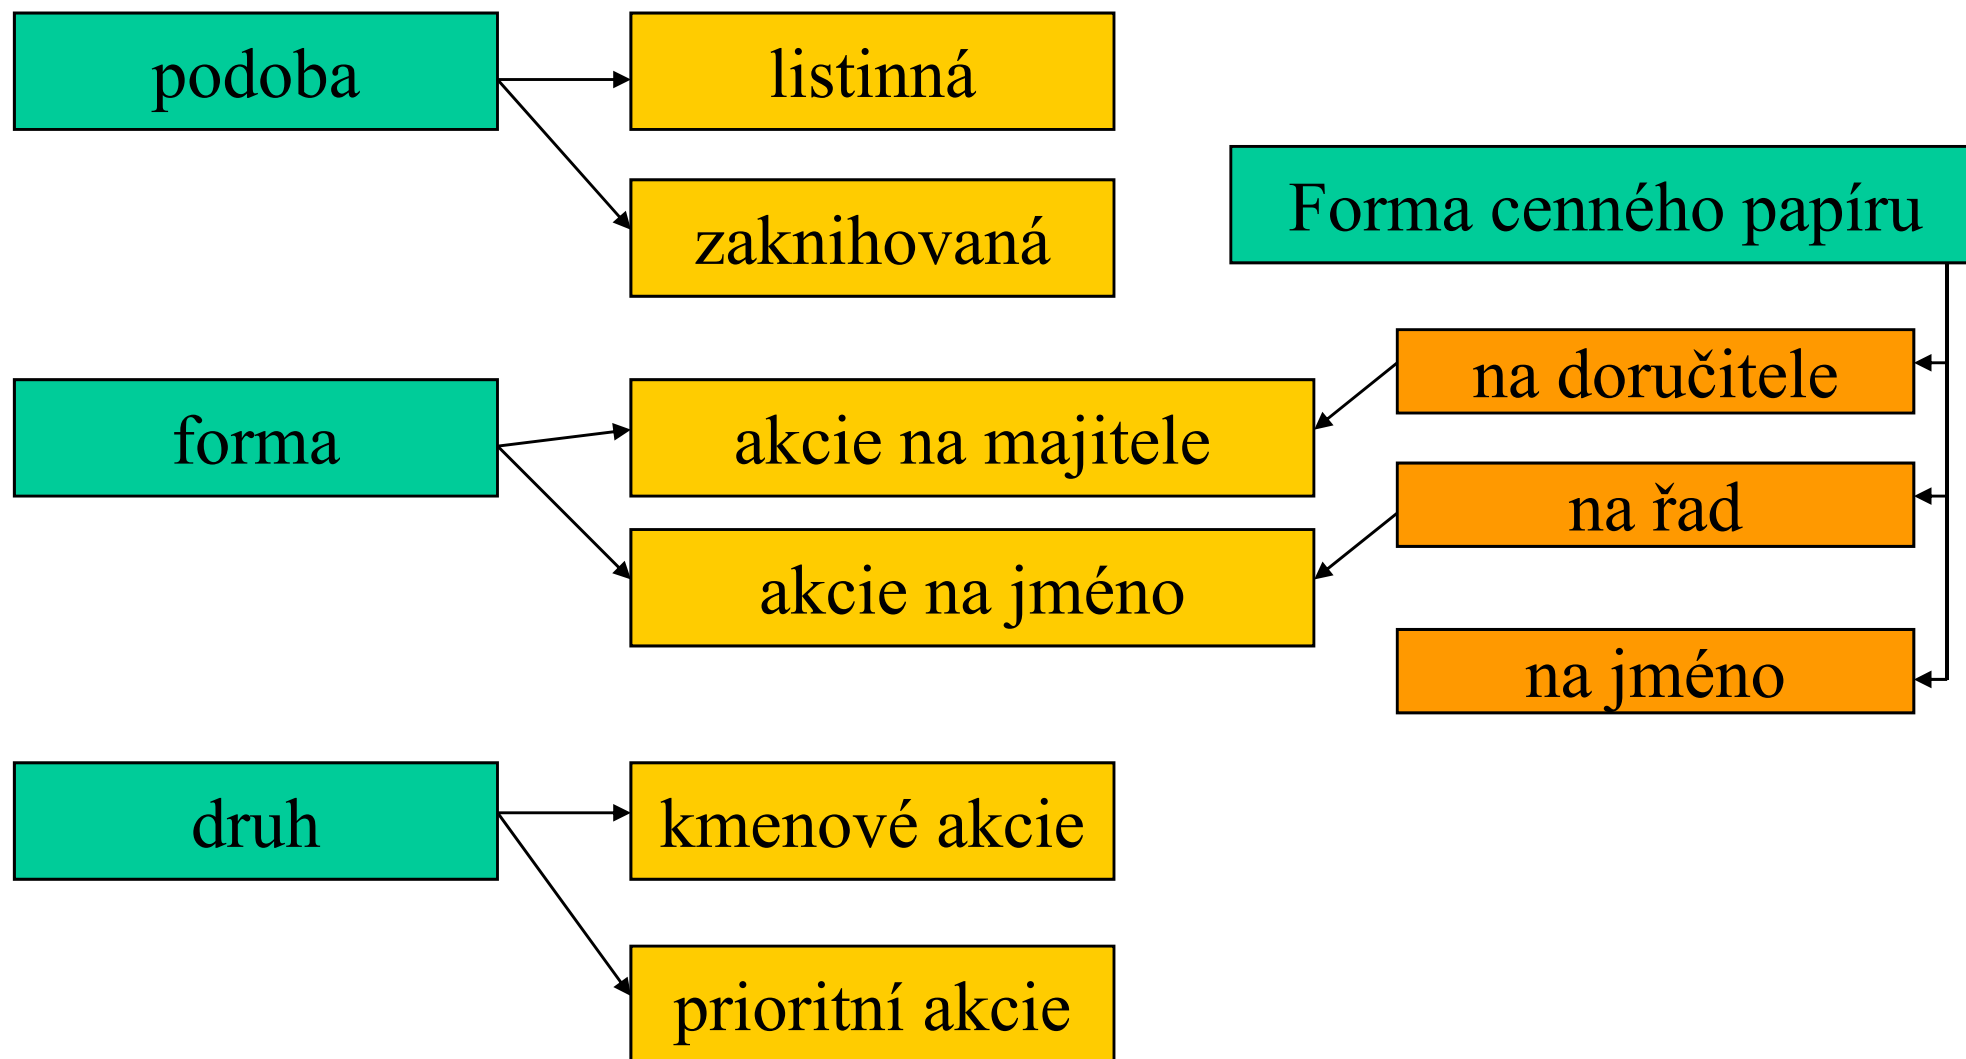 podoba
listinná
zaknihovaná
Forma cenného papíru
na doručitele
forma
akcie na majitele
na řad
akcie na jméno
na jméno
druh
kmenové akcie
prioritní akcie